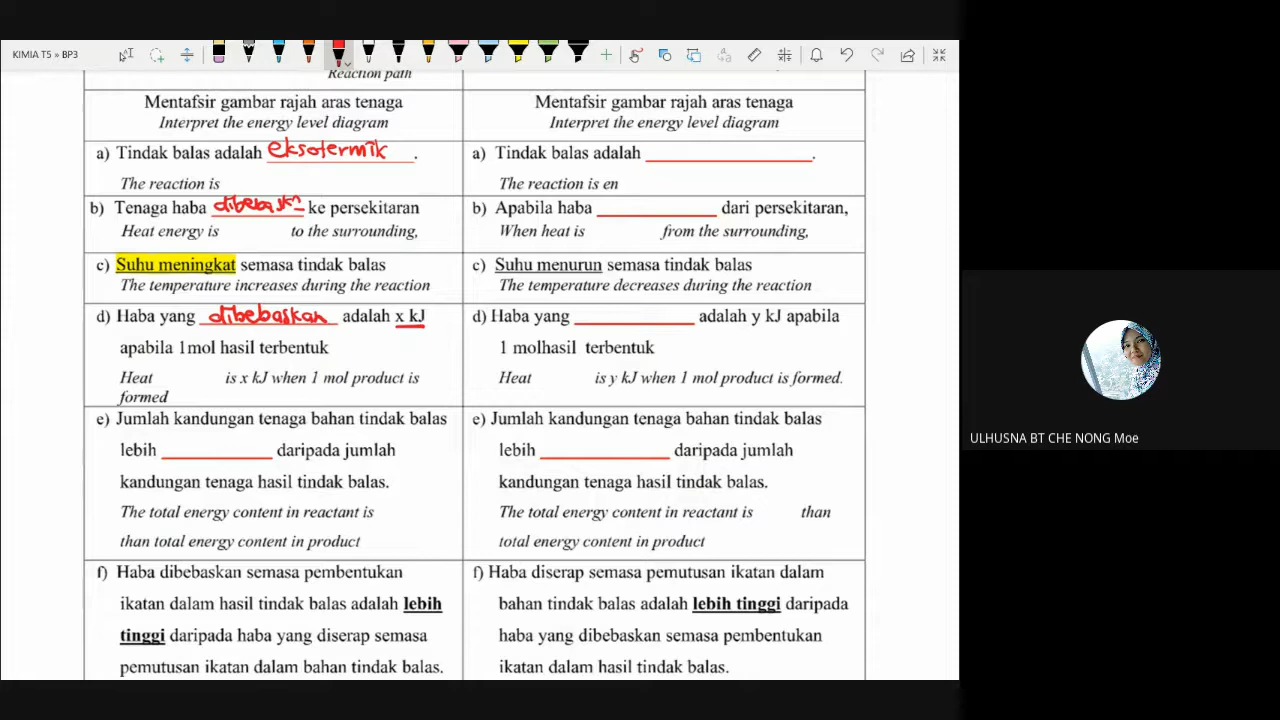 KIMIA T5 » BP3
Reaction path
Mentafsir gambar rajah aras tenaga
Interpret the energy level diagram
a) Tindak balas adalah eksotermik.
The reaction is
b) Tenaga haba dibebask ke persekitaran
Heat energy is to the surrounding,
c) Suhu meningkat semasa tindak balas
The temperature increases during the reaction
d) Haba yang dibebaskan adalah x kJ
apabila 1mol hasil terbentuk
Heat is x kJ when 1 mol product is
formed
e) Jumlah kandungan tenaga bahan tindak balas
lebih daripada jumlah
kandungan tenaga hasil tindak balas.
The total energy content in reactant is
than total energy content in product
f) Haba dibebaskan semasa pembentukan
ikatan dalam hasil tindak balas adalah lebih
tinggi daripada haba yang diserap semasa
pemutusan ikatan dalam bahan tindak balas.
Mentafsir gambar rajah aras tenaga
Interpret the energy level diagram
a) Tindak balas adalah .
The reaction is en
b) Apabila haba dari persekitaran,
When heat is from the surrounding,
c) Suhu menurun semasa tindak balas
The temperature decreases during the reaction
d) Haba yang adalah y kJ apabila
1 molhasil terbentuk
Heat is y kJ when 1 mol product is formed.
e) Jumlah kandungan tenaga bahan tindak balas
lebih daripada jumlah
kandungan tenaga hasil tindak balas.
The total energy content in reactant is than
total energy content in product
f) Haba diserap semasa pemutusan ikatan dalam
bahan tindak balas adalah lebih tinggi daripada
haba yang dibebaskan semasa pembentukan
ikatan dalam hasil tindak balas.
ULHUSNA BT CHE NONG Moe